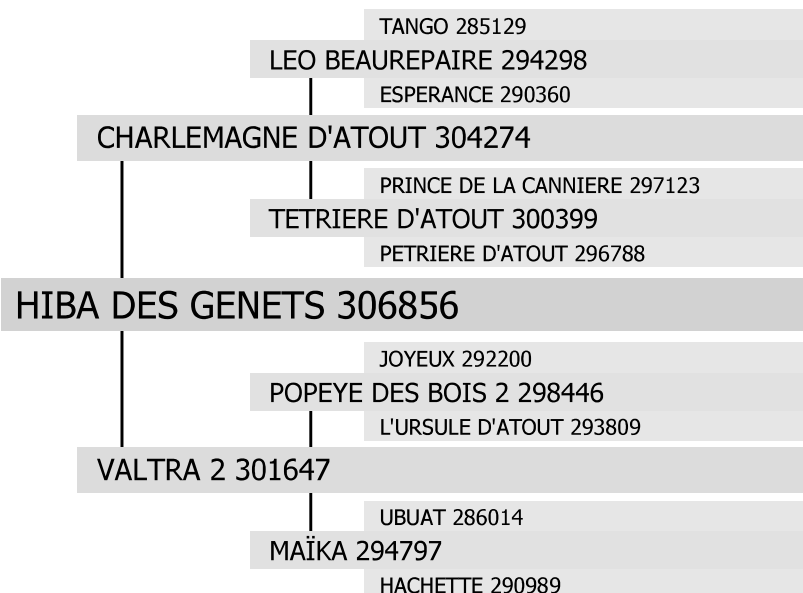 TANGO 285129
LEO BEAUREPAIRE 294298
ESPERANCE 290360
CHARLEMAGNE D'ATOUT 304274
PRINCE DE LA CANNIERE 297123
TETRIERE D'ATOUT 300399
PETRIERE D'ATOUT 296788
HIBA DES GENETS 306856
JOYEUX 292200
POPEYE DES BOIS 2 298446
L'URSULE D'ATOUT 293809
VALTRA 2 301647
UBUAT 286014
MAÏKA 294797
HACHETTE 290989